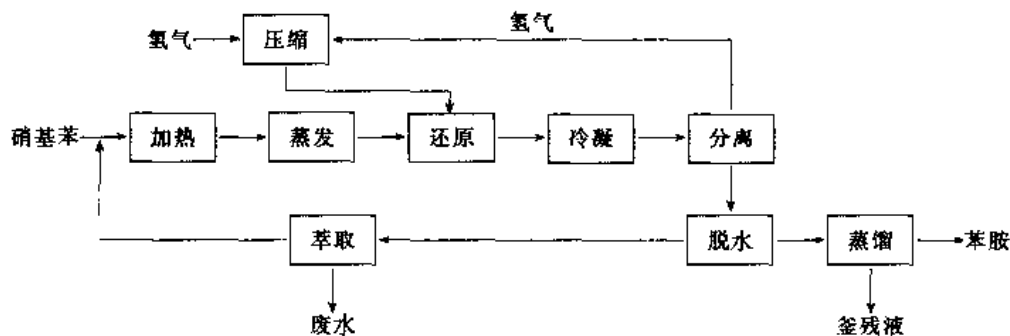 氢气
氢气
压缩
硝基苯
加热
蒸发
还原
冷凝
分离
萃取
脱水
蒸馏
苯胺
废水
釜残液